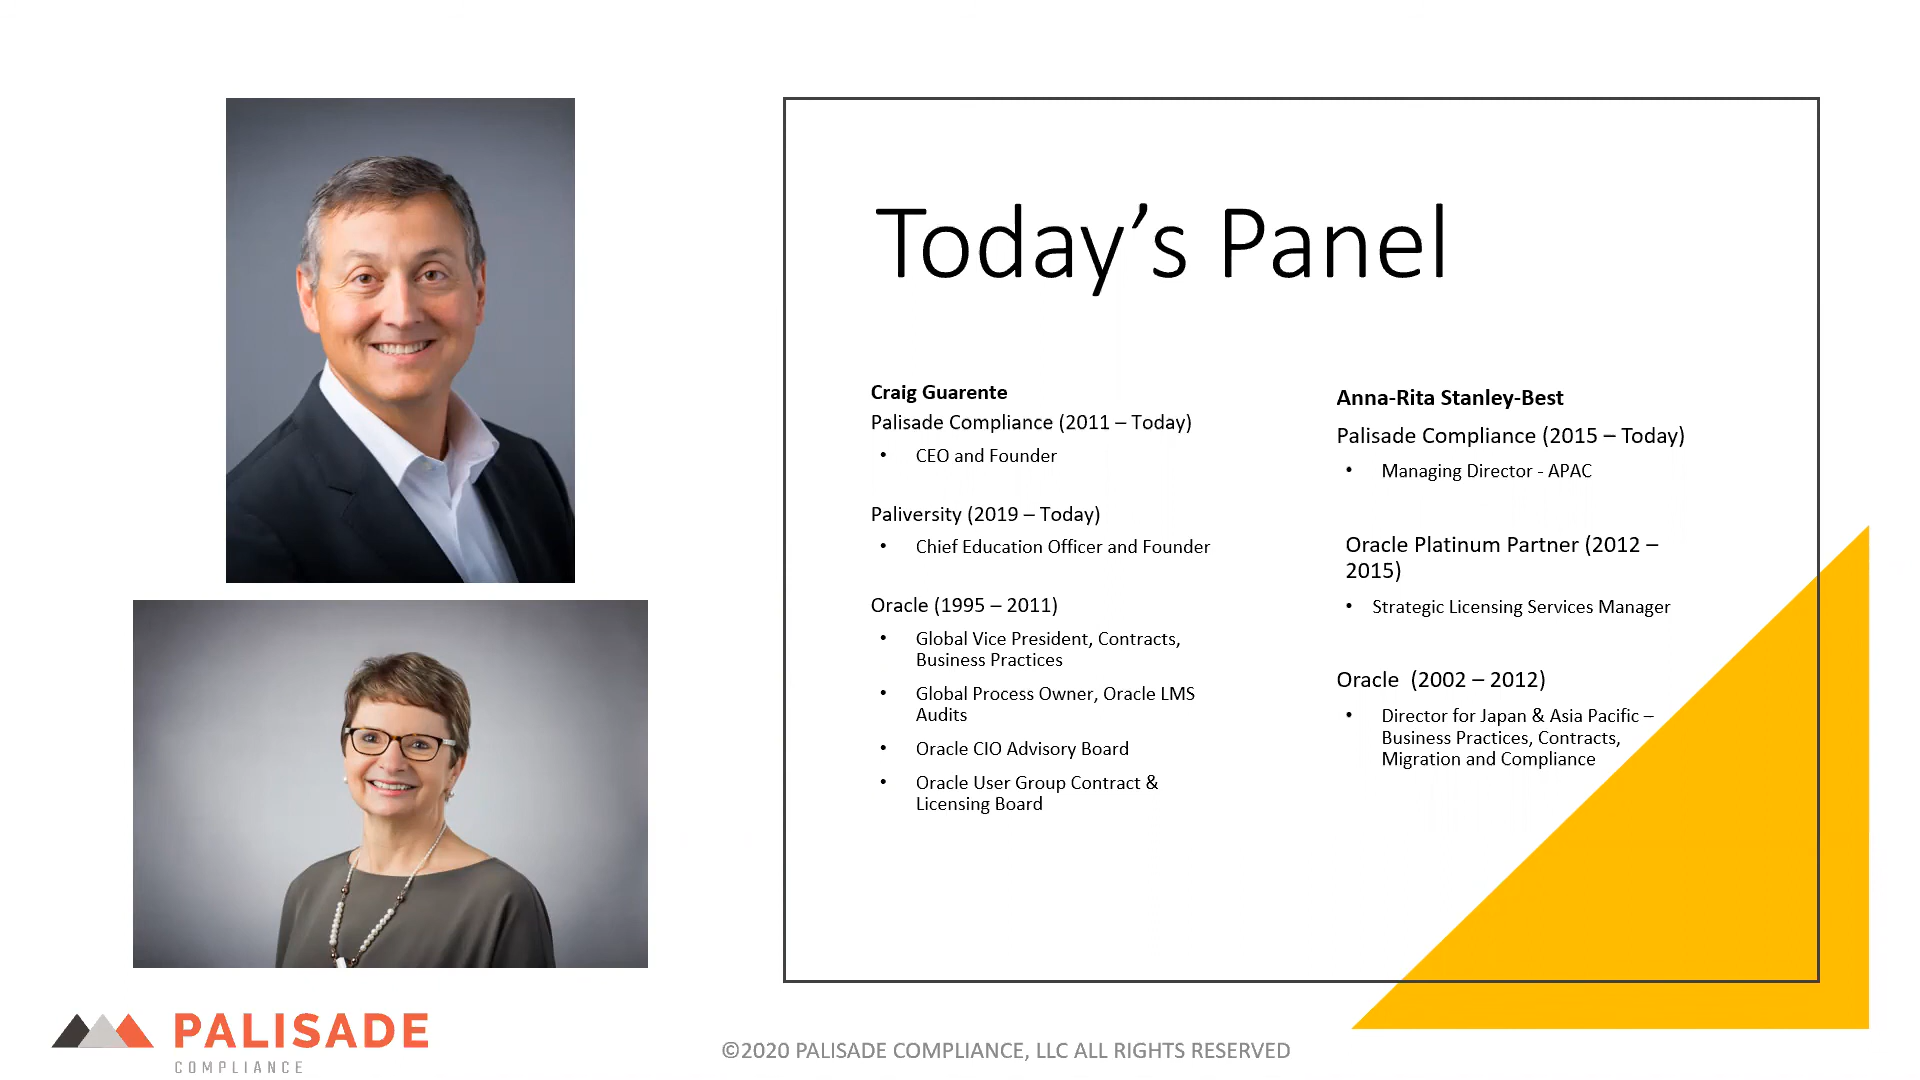 Today’s Panel
Craig Guarente
Palisade Compliance (2011 – Today)
• CEO and Founder
Paliversity (2019 – Today)
• Chief Education Officer and Founder
Oracle (1995 – 2011)
• Global Vice President, Contracts,
Business Practices
• Global Process Owner, Oracle LMS
Audits
• Oracle CIO Advisory Board
• Oracle User Group Contract &
Licensing Board
Anna-Rita Stanley-Best
Palisade Compliance (2015 – Today)
• Managing Director - APAC
Oracle Platinum Partner (2012 –
2015)
• Strategic Licensing Services Manager
Oracle  (2002 – 2012)
• Director for Japan & Asia Pacific –
Business Practices, Contracts,
Migration and Compliance
PALISADE
COMPLIANCE
©2020 PALISADE COMPLIANCE, LLC ALL RIGHTS RESERVED